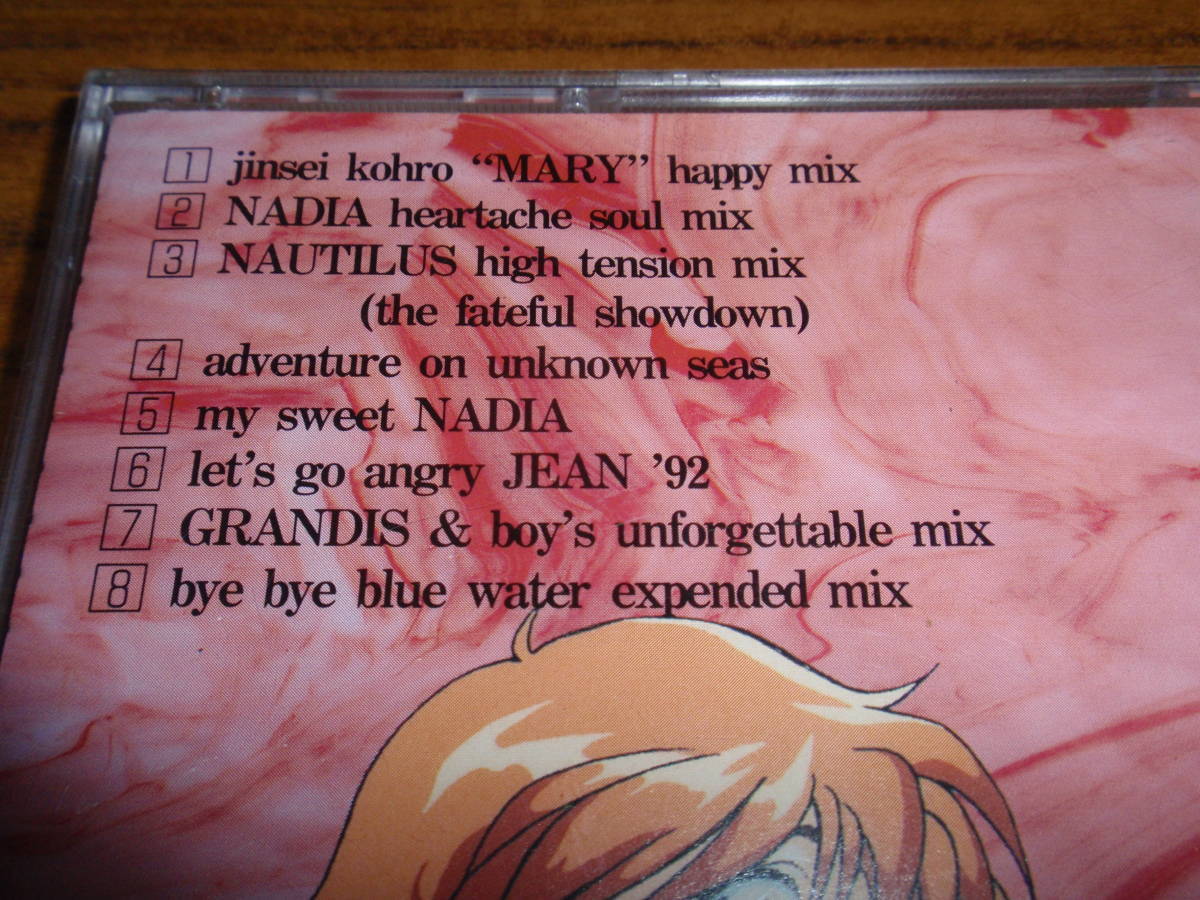 1 jinsei kohro “MARY” happy mix
2 NADIA heartache soul mix
3 NAUTILUS high tension mix
(the fateful showdown)
4 adventure on unknown seas
5 my sweet NADIA
6 let's go angry JEAN '92
7 GRANDIS & boy's unforgettable mix
8 bye bye blue water expended mix